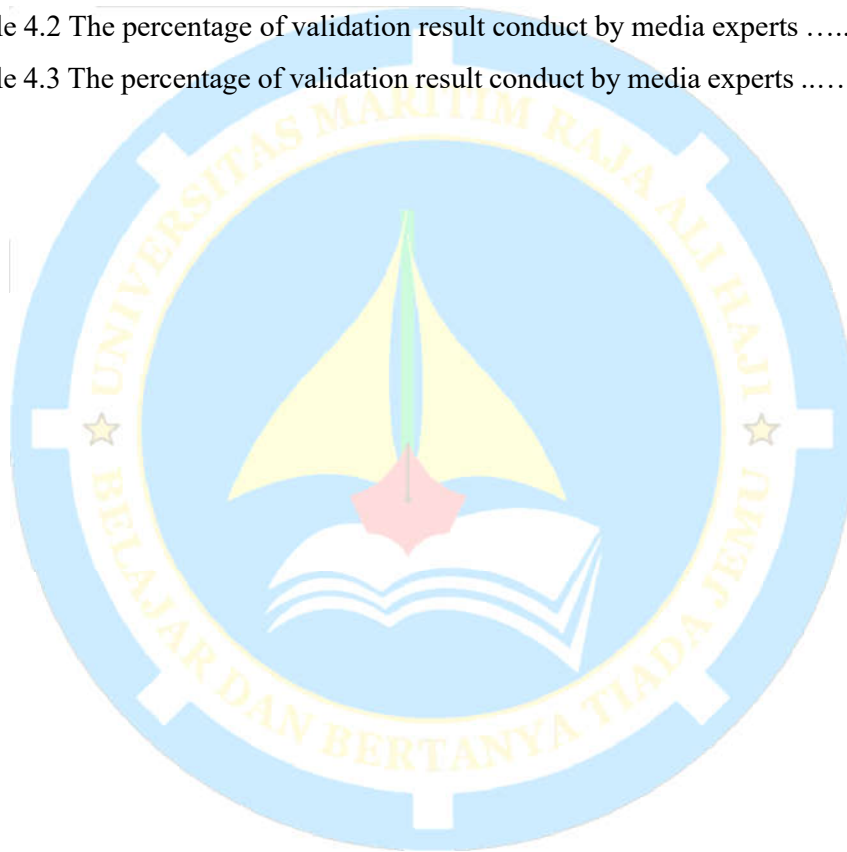 le 4.2 The percentage of validation result conduct by media experts …..
le 4.3 The percentage of validation result conduct by media experts ..…
UNIVERSITAS MARITIM RAJA ALI HAJI
BELAJAR DAN BERTANYA TIADA JEMU